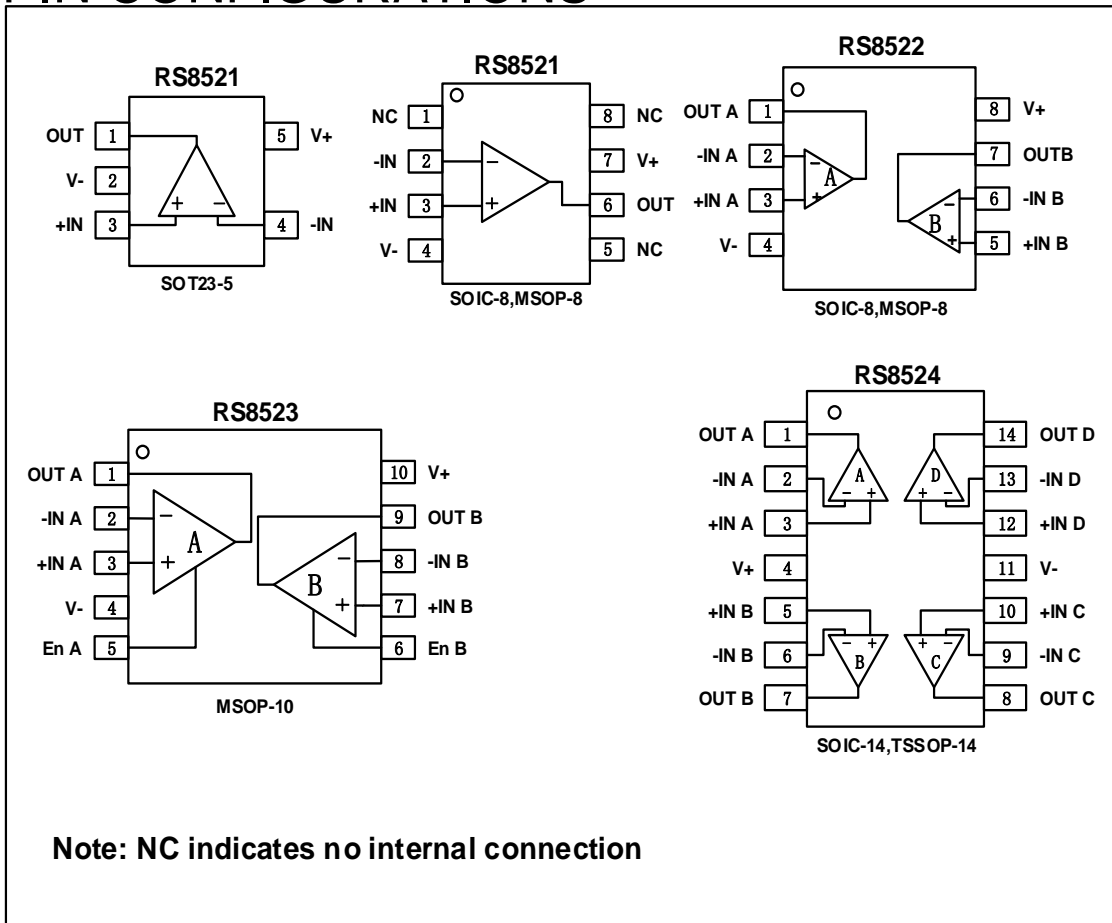 PIN CONFIGURATIONS
RS8521
OUT 1
V- 2
+IN 3
5 V+
4 -IN
+ −
SOT23-5
RS8521
NC 1
-IN 2
+IN 3
V- 4
8 NC
7 V+
6 OUT
5 NC
−
+
SOIC-8,MSOP-8
RS8522
OUT A 1
-IN A 2
+IN A 3
V- 4
8 V+
7 OUTB
6 -IN B
5 +IN B
−
A
+
−
B
+
SOIC-8,MSOP-8
RS8523
OUT A 1
-IN A 2
+IN A 3
V- 4
En A 5
10 V+
9 OUT B
8 -IN B
7 +IN B
6 En B
−
A
+
−
B
+
MSOP-10
RS8524
OUT A 1
-IN A 2
+IN A 3
V+ 4
+IN B 5
-IN B 6
OUT B 7
14 OUT D
13 -IN D
12 +IN D
11 V-
10 +IN C
9 -IN C
8 OUT C
A
− +
D
+ −
− +
B
+ −
C
SOIC-14,TSSOP-14
Note: NC indicates no internal connection